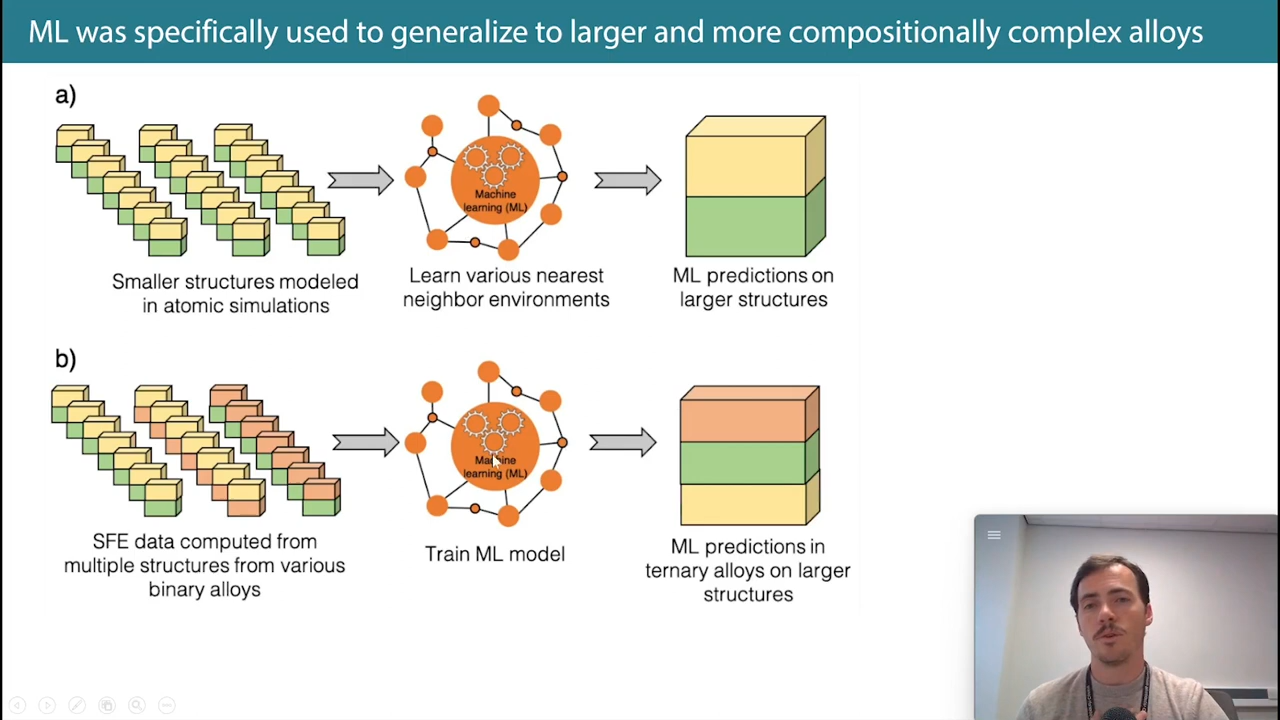 ML was specifically used to generalize to larger and more compositionally complex alloys
a)
Machine
learning (ML)
Smaller structures modeled
in atomic simulations
Learn various nearest
neighbor environments
ML predictions on
larger structures
b)
Machine
learning (ML)
SFE data computed from
multiple structures from various
binary alloys
Train ML model
ML predictions in
ternary alloys on larger
structures